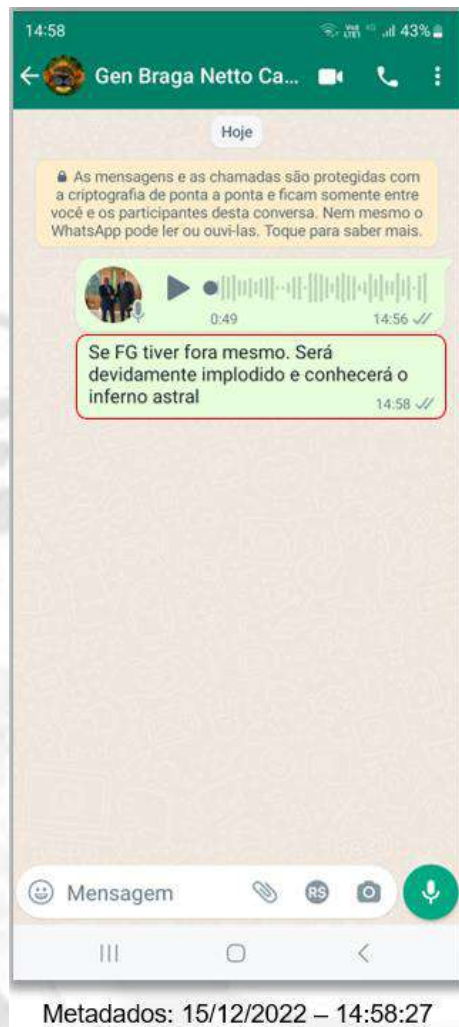 14:58 43%
Gen Braga Netto Ca...
Hoje
As mensagens e as chamadas são protegidas com
a criptografia de ponta a ponta e ficam somente entre
você e os participantes desta conversa. Nem mesmo o
WhatsApp pode ler ou ouvi-las. Toque para saber mais.
0:49 14:56
Se FG tiver fora mesmo. Será
devidamente implodido e conhecerá o
inferno astral
14:58
Mensagem RS
Metadados: 15/12/2022 – 14:58:27